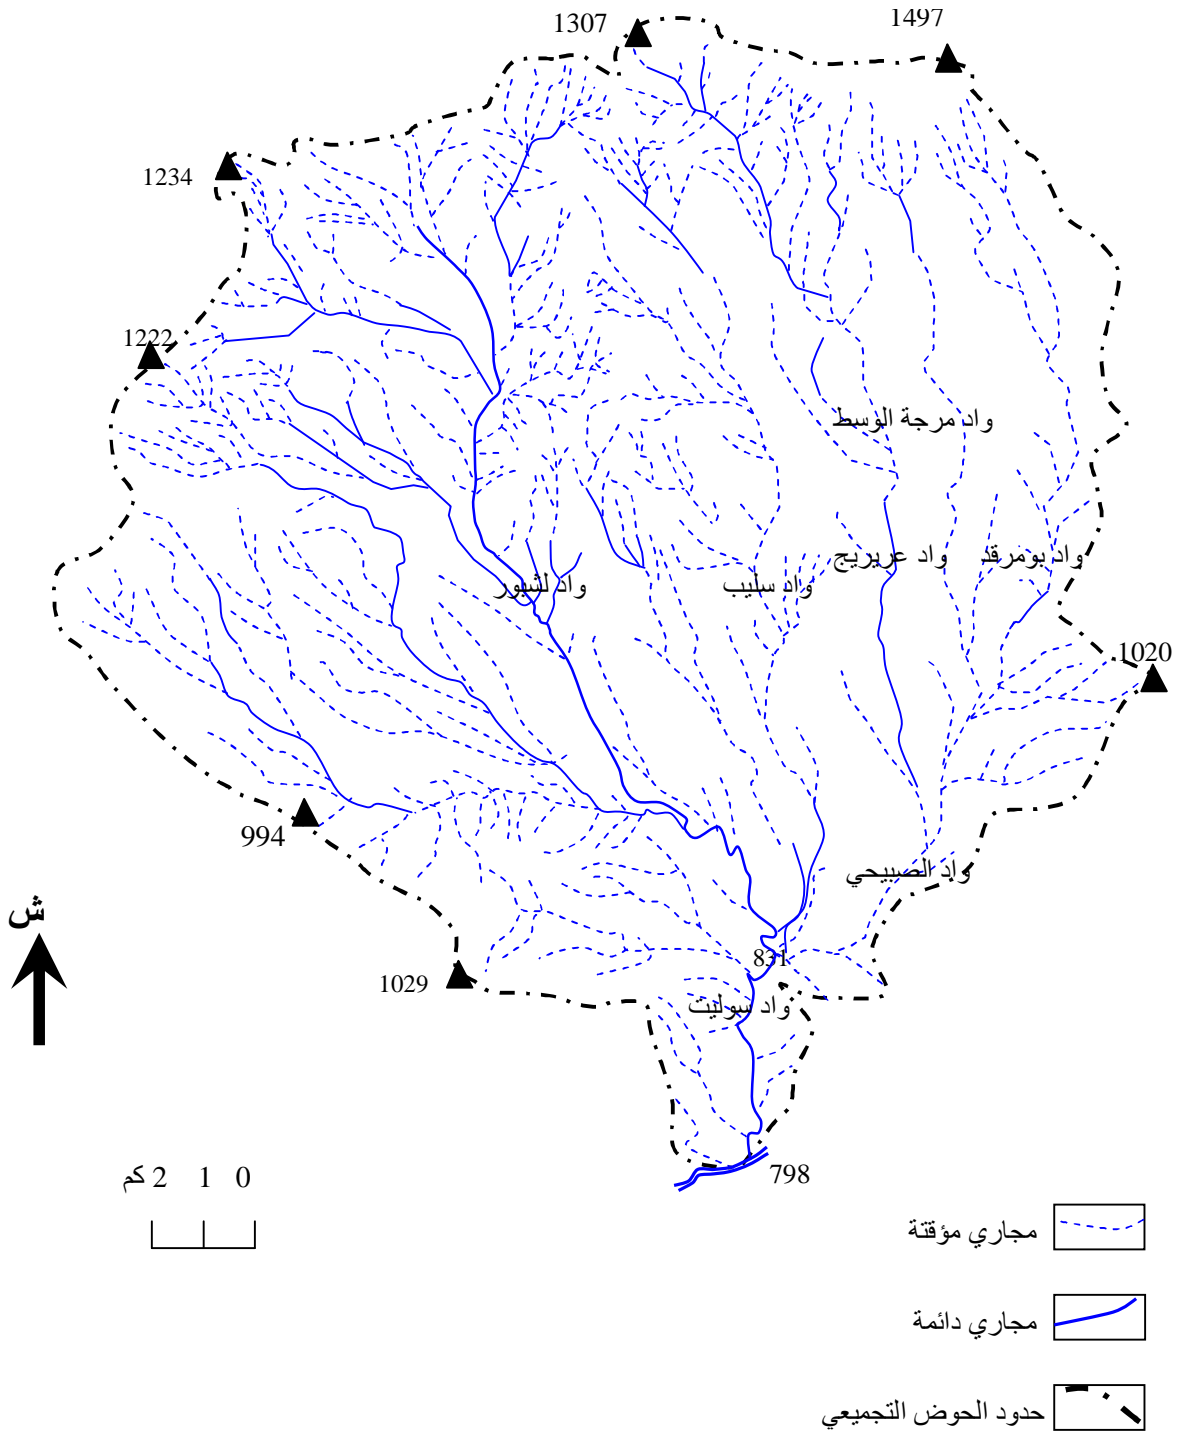 1307
1497
1234
1222
واد مرجة الوسط
واد لشبور
واد سليب
واد عريريج
واد بومرقد
1020
994
واد الصبيحي
ش
831
1029
واد سوليت
798
0 1 2 كم
مجاري مؤقتة
مجاري دائمة
حدود الحوض التجميعي